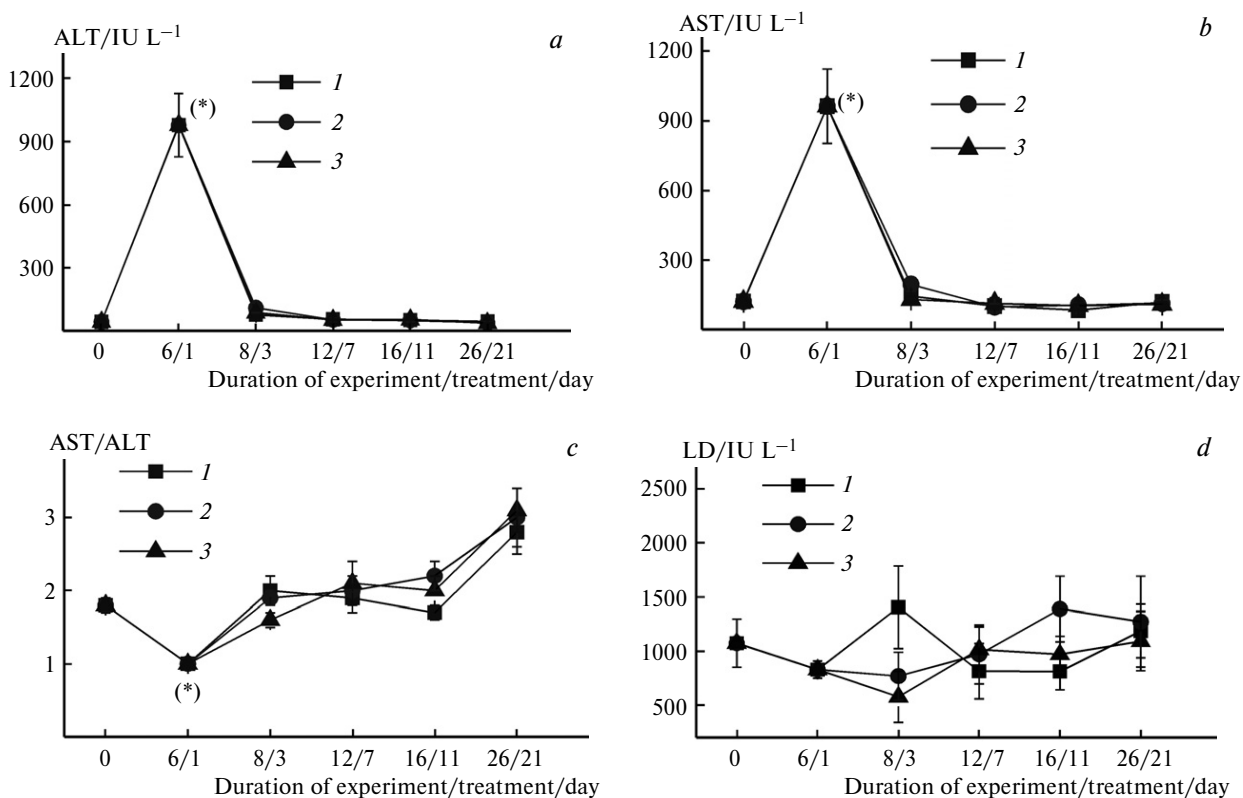 ALT/IU L⁻¹
a
1200
900
600
300
(*)
1
2
3
0 6/1 8/3 12/7 16/11 26/21
Duration of experiment/treatment/day
AST/IU L⁻¹
b
1200
900
600
300
(*)
1
2
3
0 6/1 8/3 12/7 16/11 26/21
Duration of experiment/treatment/day
AST/ALT
c
1
2
3
3
2
1
(*)
0 6/1 8/3 12/7 16/11 26/21
Duration of experiment/treatment/day
LD/IU L⁻¹
d
2500
2000
1500
1000
500
1
2
3
0 6/1 8/3 12/7 16/11 26/21
Duration of experiment/treatment/day